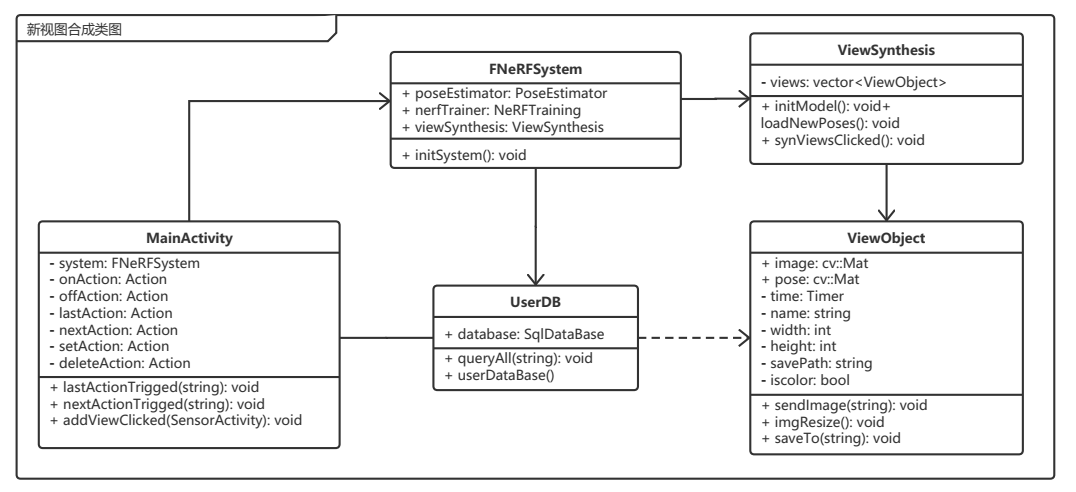 新视图合成类图
FNeRFSystem
+ poseEstimator: PoseEstimator
+ nerfTrainer: NeRFTraining
+ viewSynthesis: ViewSynthesis
+ initSystem(): void
ViewSynthesis
- views: vector<ViewObject>
+ initModel(): void+
loadNewPoses(): void
+ synViewsClicked(): void
MainActivity
- system: FNeRFSystem
- onAction: Action
- offAction: Action
- lastAction: Action
- nextAction: Action
- setAction: Action
- deleteAction: Action
+ lastActionTrigged(string): void
+ nextActionTrigged(string): void
+ addViewClicked(SensorActivity): void
UserDB
+ database: SqlDataBase
+ queryAll(string): void
+ userDataBase()
ViewObject
+ image: cv::Mat
+ pose: cv::Mat
- time: Timer
- name: string
- width: int
- height: int
- savePath: string
- iscolor: bool
+ sendImage(string): void
+ imgResize(): void
+ saveTo(string): void